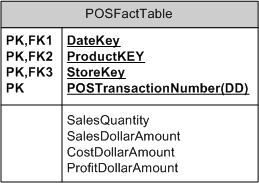 POSFactTable
PK,FK1 DateKey
PK,FK2 ProductKEY
PK,FK3 StoreKey
PK POSTransactionNumber(DD)
SalesQuantity
SalesDollarAmount
CostDollarAmount
ProfitDollarAmount